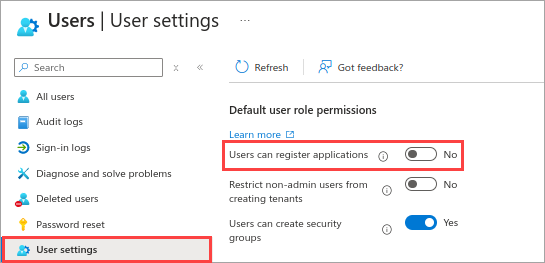 Users | User settings ...
Search
Refresh
Got feedback?
All users
Audit logs
Sign-in logs
Diagnose and solve problems
Deleted users
Password reset
User settings
Default user role permissions
Learn more
Users can register applications
No
Restrict non-admin users from
creating tenants
No
Users can create security
groups
Yes